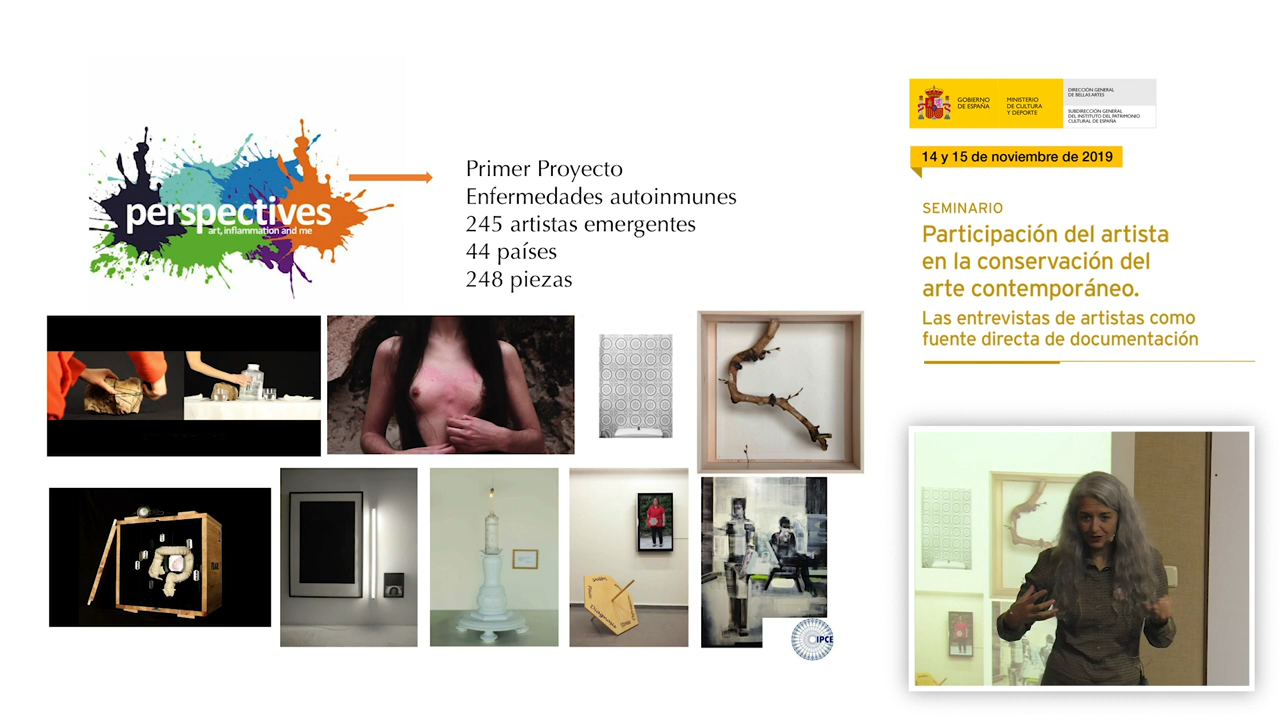 perspectives
art, inflammation and me
Primer Proyecto
Enfermedades autoinmunes
245 artistas emergentes
44 países
248 piezas
GOBIERNO
DE ESPAÑA
MINISTERIO
DE CULTURA
Y DEPORTE
DIRECCIÓN GENERAL
DE BELLAS ARTES
SUBDIRECCIÓN GENERAL
DEL INSTITUTO DEL PATRIMONIO
CULTURAL DE ESPAÑA
14 y 15 de noviembre de 2019
SEMINARIO
Participación del artista
en la conservación del
arte contemporáneo.
Las entrevistas de artistas como
fuente directa de documentación
IPCE